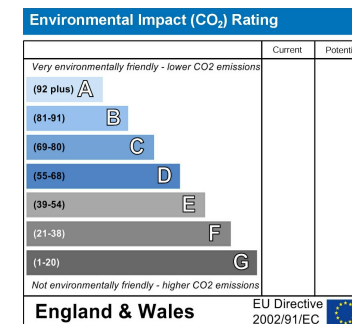 Environmental Impact (CO₂) Rating
Current Potenti
Very environmentally friendly - lower CO2 emissions
(92 plus) A
(81-91) B
(69-80) C
(55-68) D
(39-54) E
(21-38) F
(1-20) G
Not environmentally friendly - higher CO2 emissions
England & Wales
EU Directive
2002/91/EC